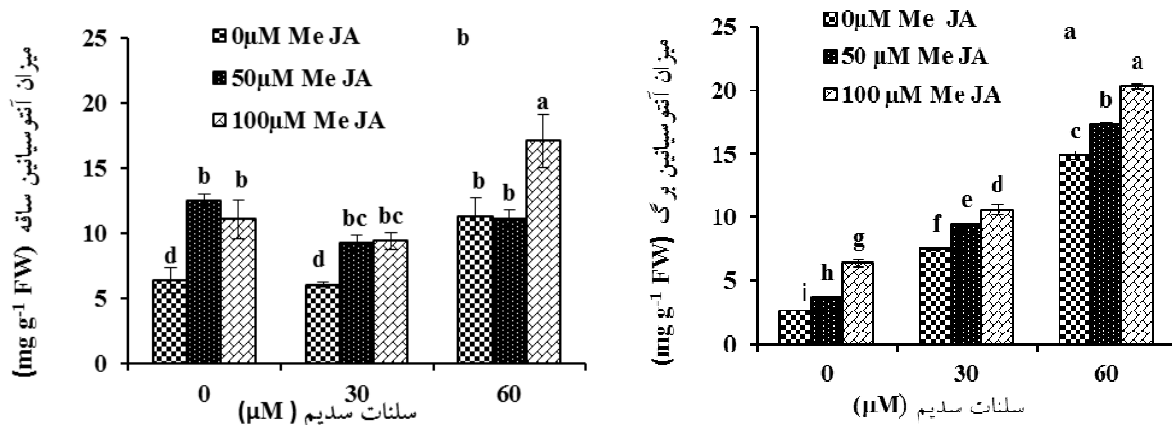 میزان آنتوسیانین ساقه (mg g⁻¹ FW)
25
20
15
10
5
0
0µM Me JA
50µM Me JA
100µM Me JA
b
d
b
b
d
bc
bc
b
b
a
0
30
60
سلنات سدیم (µM)
میزان آنتوسیانین برگ (mg g⁻¹ FW)
25
20
15
10
5
0
0µM Me JA
50 µM Me JA
100 µM Me JA
a
i
h
g
f
e
d
c
b
a
0
30
60
سلنات سدیم (µM)